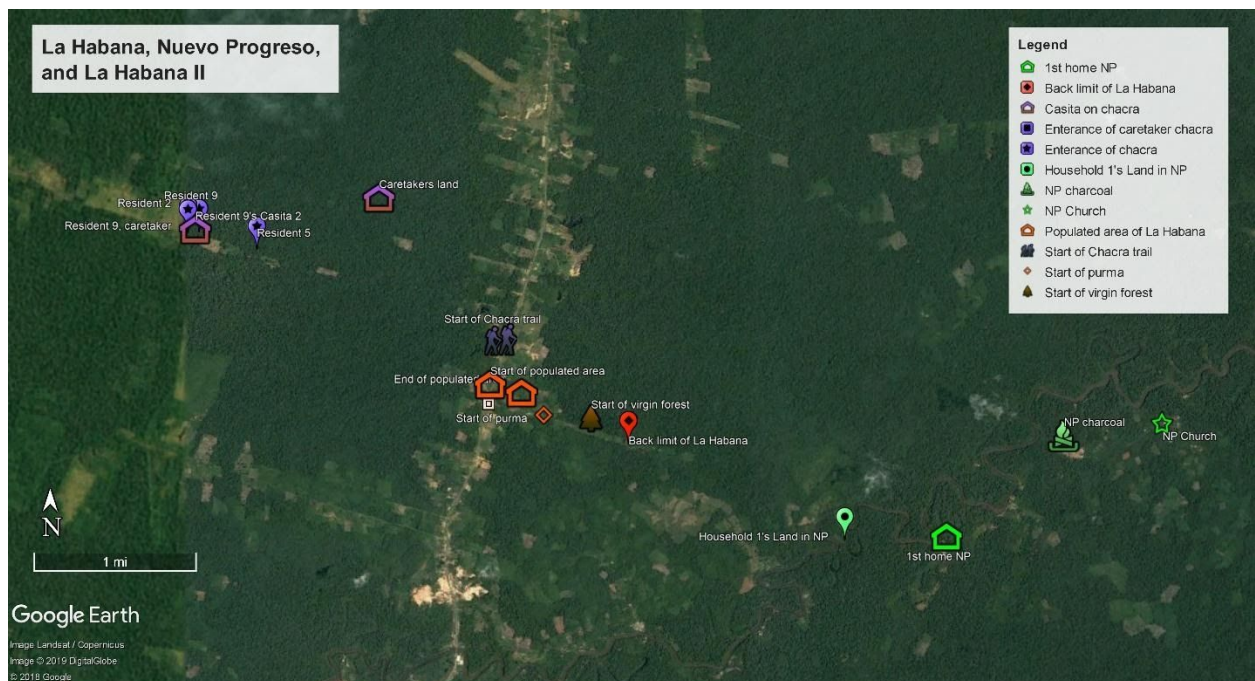 La Habana, Nuevo Progreso,
and La Habana II
Legend
1st home NP
Back limit of La Habana
Casita on chacra
Enterance of caretaker chacra
Enterance of chacra
Household 1's Land in NP
NP charcoal
NP Church
Populated area of La Habana
Start of Chacra trail
Start of purma
Start of virgin forest
Caretakers land
Resident 9
Resident 2
Resident 9's Casita 2
Resident 9, caretaker
Resident 5
Start of Chacra trail
Start of populated area
End of populated
Start of virgin forest
Start of purma
Back limit of La Habana
NP charcoal
NP Church
Household 1's Land in NP
1st home NP
N
1 mi
Google Earth
Image Landsat / Copernicus
Image © 2019 DigitalGlobe
© 2018 Google